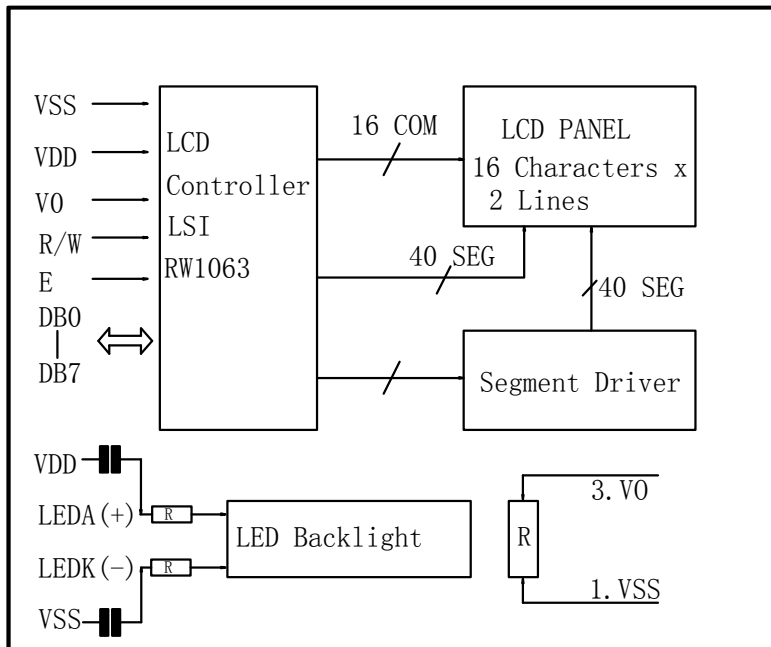 VSS
VDD
V0
R/W
E
DB0
DB7
LCD
Controller
LSI
RW1063
16 COM
40 SEG
LCD PANEL
16 Characters x
2 Lines
40 SEG
Segment Driver
VDD
LEDA(+)
R
LEDK(-)
R
VSS
LED Backlight
3.VO
R
1.VSS